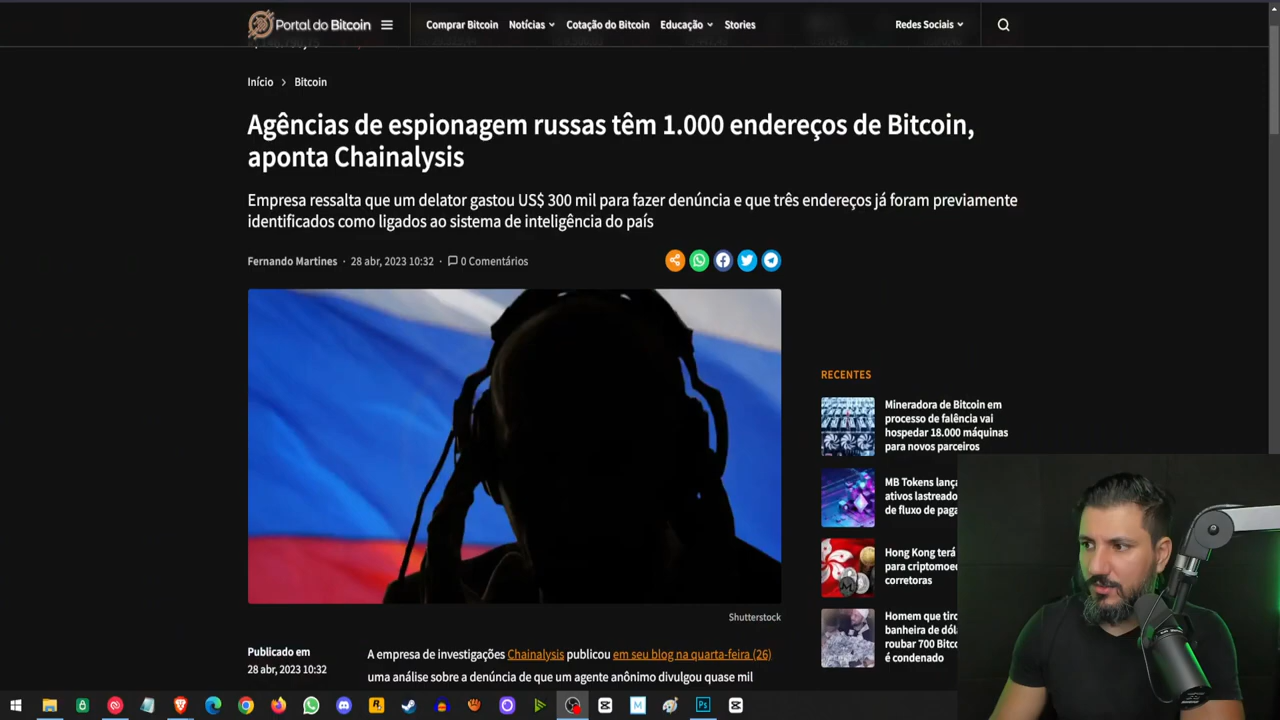 Portal do Bitcoin
Comprar Bitcoin Notícias Cotação do Bitcoin Educação Stories
Redes Sociais
Início > Bitcoin
Agências de espionagem russas têm 1.000 endereços de Bitcoin,
aponta Chainalysis
Empresa ressalta que um delator gastou US$ 300 mil para fazer denúncia e que três endereços já foram previamente
identificados como ligados ao sistema de inteligência do país
Fernando Martines · 28 abr, 2023 10:32 · 0 Comentários
Shutterstock
RECENTES
Mineradora de Bitcoin em
processo de falência vai
hospedar 18.000 máquinas
para novos parceiros
MB Tokens lança
ativos lastreado
de fluxo de paga
Hong Kong terá
para criptomoed
corretoras
Homem que tiro
banheira de dól
roubar 700 Bitc
é condenado
Publicado em
28 abr, 2023 10:32
A empresa de investigações Chainalysis publicou em seu blog na quarta-feira (26)
uma análise sobre a denúncia de que um agente anônimo divulgou quase mil